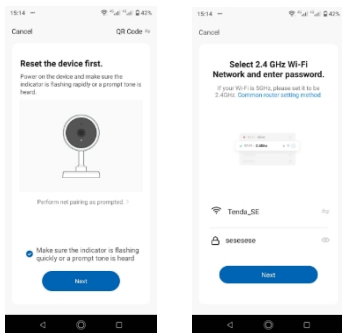 15:14
42%
Cancel
QR Code
Reset the device first.
Power on the device and make sure the
indicator is flashing rapidly or a prompt tone is
heard.
Perform net pairing as prompted.
Make sure the indicator is flashing
quickly or a prompt tone is heard
Next
15:14
42%
Cancel
Select 2.4 GHz Wi-Fi
Network and enter password.
If your Wi-Fi is 5GHz, please set it to be
2.4GHz. Common router setting method
Tenda_SE
sesesese
Next